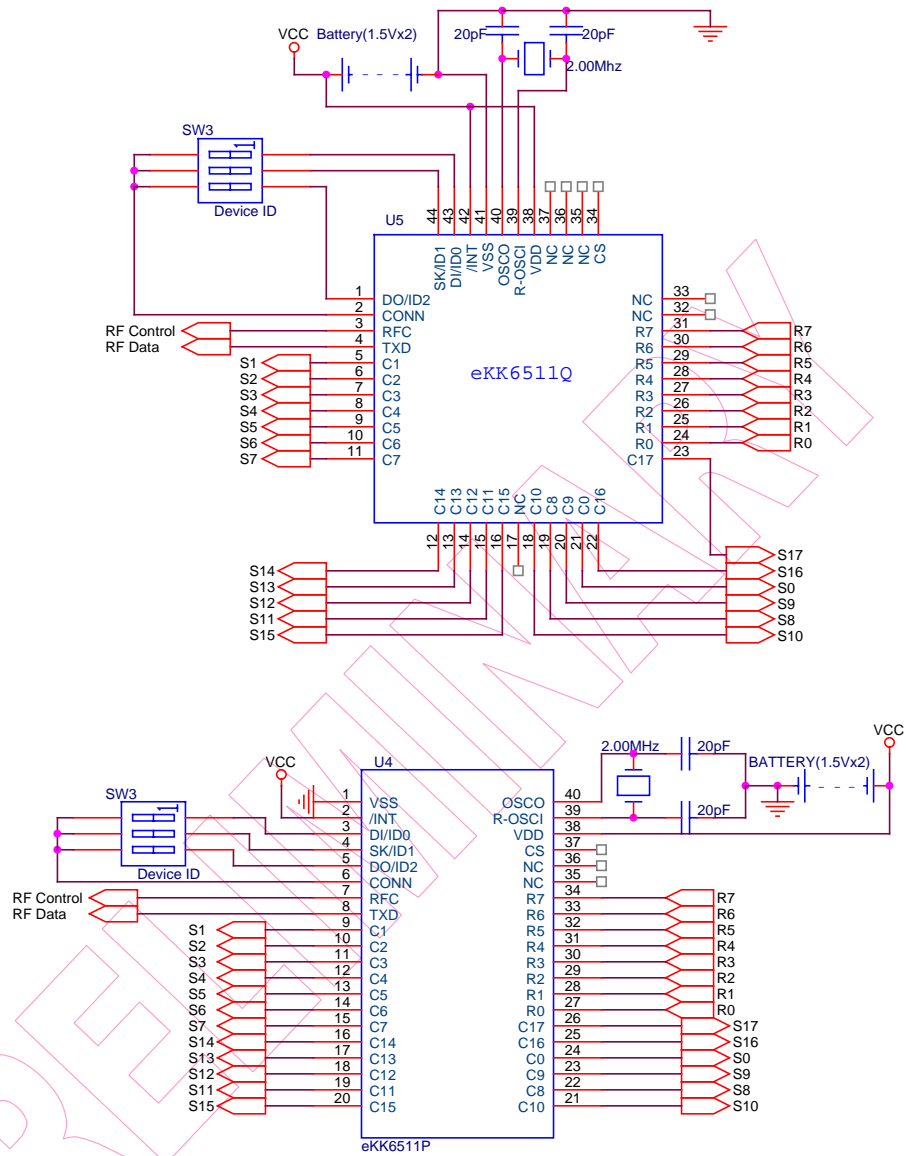 VCC
Battery(1.5Vx2)
20pF
20pF
2.00Mhz
SW3
1
Device ID
U5
44 43 42 41 40 39 38 37 36 35 34
SK/ID1 DI/ID0 /INT VSS OSCO R-OSCI VDD NC NC NC CS
1 DO/ID2
2 CONN
RF Control 3 RFC
RF Data 4 TXD
S1 5 C1
S2 6 C2
S3 7 C3
S4 8 C4
S5 9 C5
S6 10 C6
S7 11 C7
eKK6511Q
NC 33
NC 32
R7 31 R7
R6 30 R6
R5 29 R5
R4 28 R4
R3 27 R3
R2 26 R2
R1 25 R1
R0 24 R0
C17 23
C14 C13 C12 C11 C15 NC C10 C8 C9 C0 C16
12 13 14 15 16 17 18 19 20 21 22
S14
S13
S12
S11
S15
S17
S16
S0
S9
S8
S10
VCC
SW3
1
Device ID
U4
2.00MHz
20pF
20pF
BATTERY(1.5Vx2)
VCC
1 VSS
2 /INT
3 DI/ID0
4 SK/ID1
5 DO/ID2
6 CONN
RF Control 7 RFC
RF Data 8 TXD
S1 9 C1
S2 10 C2
S3 11 C3
S4 12 C4
S5 13 C5
S6 14 C6
S7 15 C7
S14 16 C14
S13 17 C13
S12 18 C12
S11 19 C11
S15 20 C15
OSCO 40
R-OSCI 39
VDD 38
CS 37
NC 36
NC 35
R7 34 R7
R6 33 R6
R5 32 R5
R4 31 R4
R3 30 R3
R2 29 R2
R1 28 R1
R0 27 R0
C17 26 S17
C16 25 S16
C0 24 S0
C9 23 S9
C8 22 S8
C10 21 S10
eKK6511P